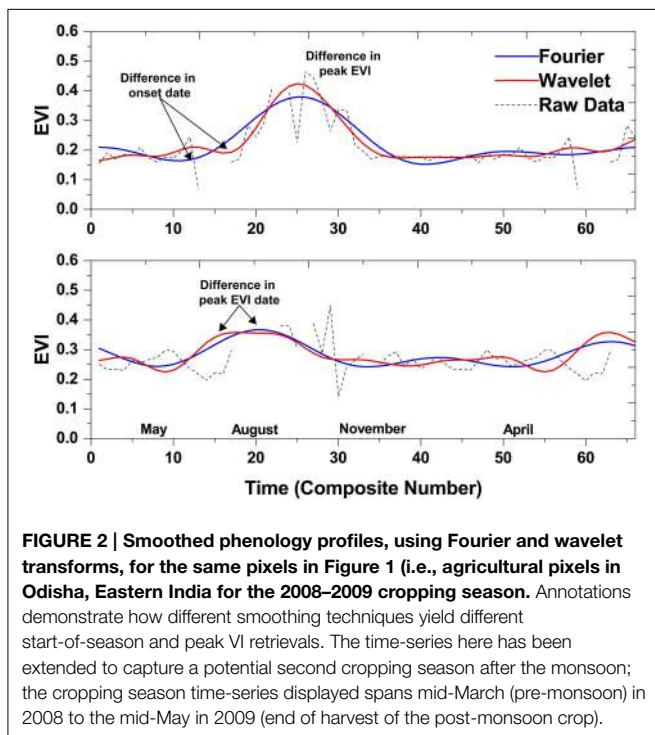 0.6
0.5
0.4
0.3
0.2
0.1
0.0
EVI
Difference in
onset date
Difference in
peak EVI
Fourier
Wavelet
Raw Data
0 10 20 30 40 50 60
0.6
0.5
0.4
0.3
0.2
0.1
0.0
EVI
Difference in
peak EVI date
May August November April
0 10 20 30 40 50 60
Time (Composite Number)
FIGURE 2 | Smoothed phenology profiles, using Fourier and wavelet
transforms, for the same pixels in Figure 1 (i.e., agricultural pixels in
Odisha, Eastern India for the 2008–2009 cropping season. Annotations
demonstrate how different smoothing techniques yield different
start-of-season and peak VI retrievals. The time-series here has been
extended to capture a potential second cropping season after the monsoon;
the cropping season time-series displayed spans mid-March (pre-monsoon) in
2008 to the mid-May in 2009 (end of harvest of the post-monsoon crop).